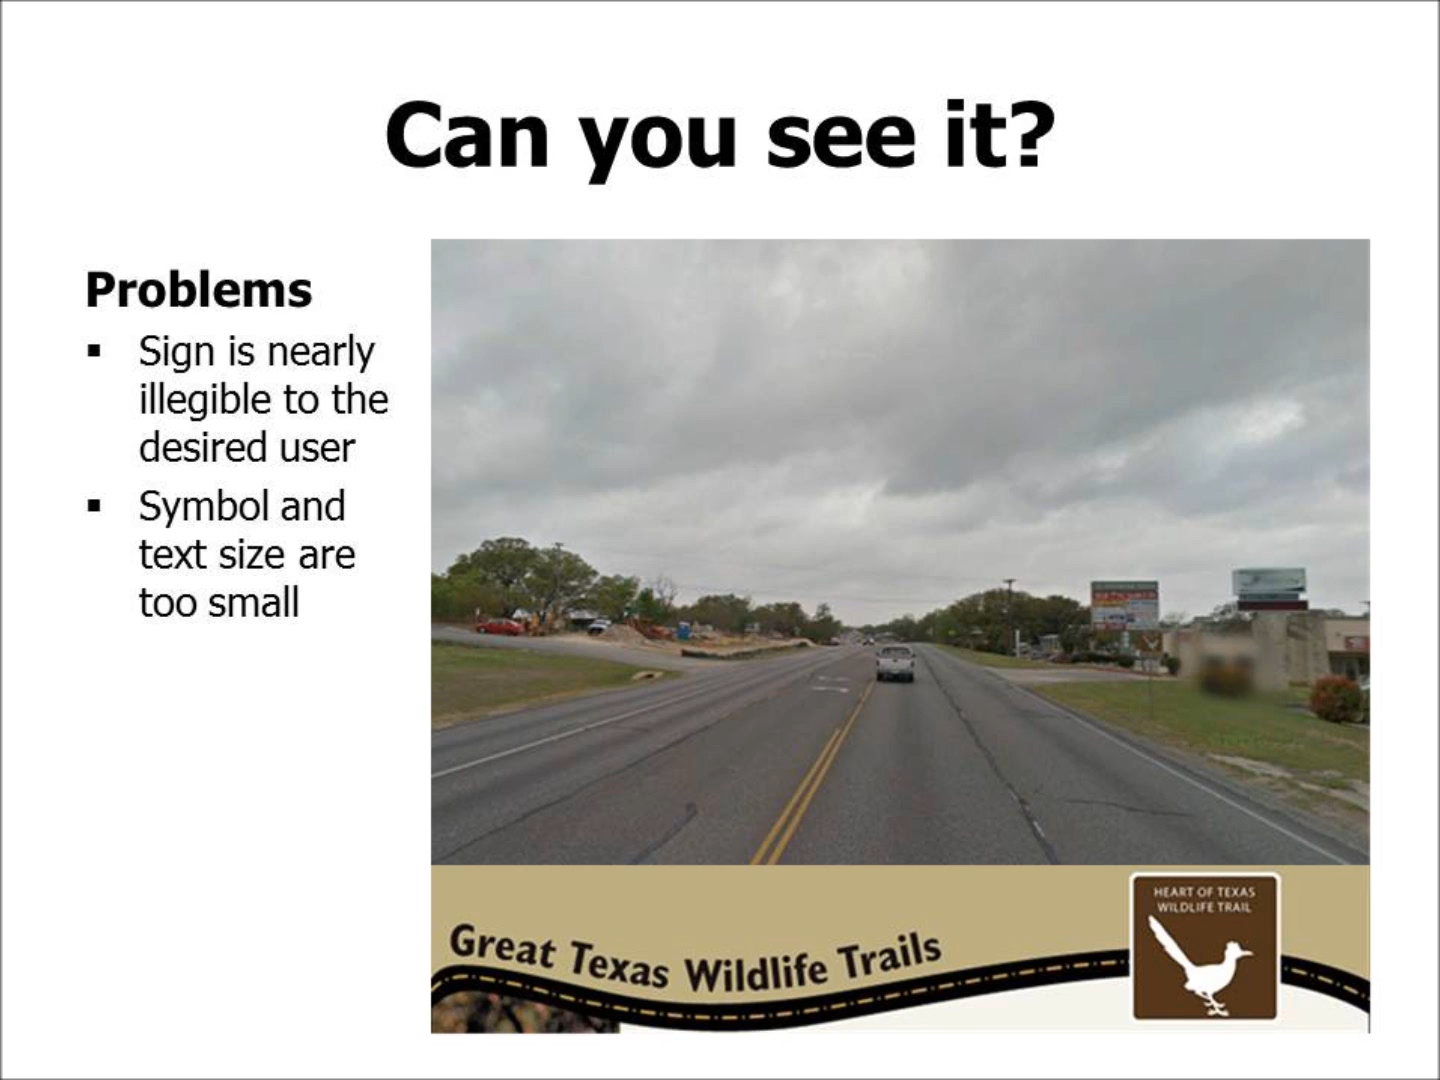 Can you see it?
Problems
▪ Sign is nearly
illegible to the
desired user
▪ Symbol and
text size are
too small
Great Texas Wildlife Trails
HEART OF TEXAS
WILDLIFE TRAIL